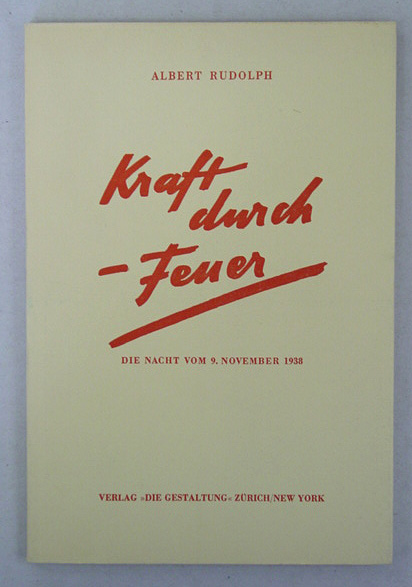 ALBERT RUDOLPH
Kraft
durch
– Feuer
DIE NACHT VOM 9. NOVEMBER 1938
VERLAG »DIE GESTALTUNG« ZÜRICH/NEW YORK